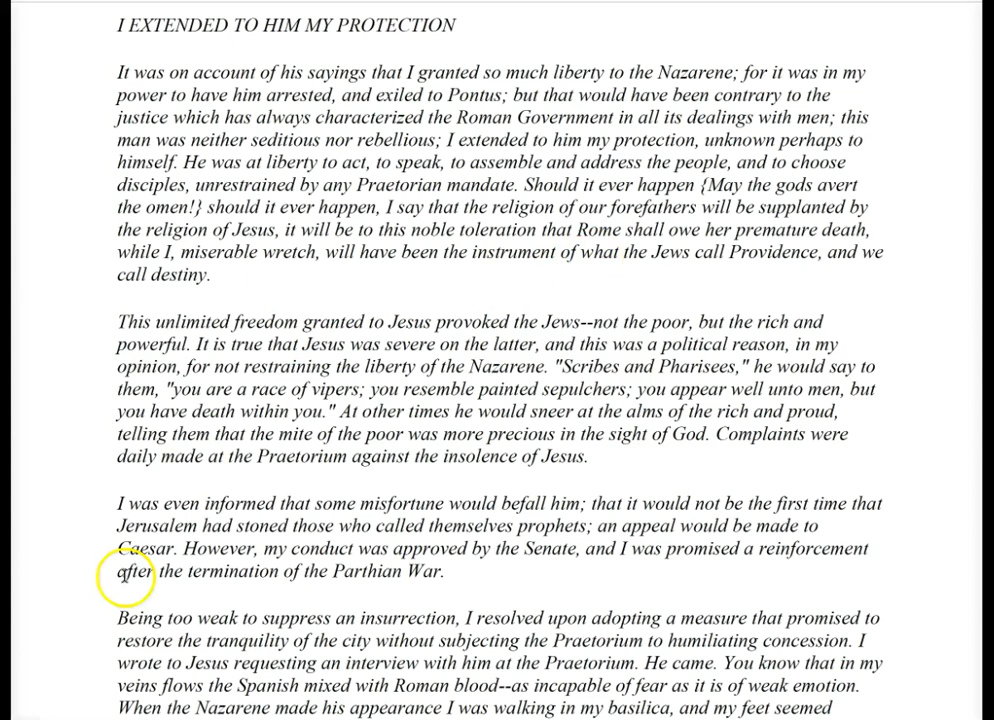 I EXTENDED TO HIM MY PROTECTION
It was on account of his sayings that I granted so much liberty to the Nazarene; for it was in my
power to have him arrested, and exiled to Pontus; but that would have been contrary to the
justice which has always characterized the Roman Government in all its dealings with men; this
man was neither seditious nor rebellious; I extended to him my protection, unknown perhaps to
himself. He was at liberty to act, to speak, to assemble and address the people, and to choose
disciples, unrestrained by any Praetorian mandate. Should it ever happen {May the gods avert
the omen!} should it ever happen, I say that the religion of our forefathers will be supplanted by
the religion of Jesus, it will be to this noble toleration that Rome shall owe her premature death,
while I, miserable wretch, will have been the instrument of what the Jews call Providence, and we
call destiny.
This unlimited freedom granted to Jesus provoked the Jews--not the poor, but the rich and
powerful. It is true that Jesus was severe on the latter, and this was a political reason, in my
opinion, for not restraining the liberty of the Nazarene. "Scribes and Pharisees," he would say to
them, "you are a race of vipers; you resemble painted sepulchers; you appear well unto men, but
you have death within you." At other times he would sneer at the alms of the rich and proud,
telling them that the mite of the poor was more precious in the sight of God. Complaints were
daily made at the Praetorium against the insolence of Jesus.
I was even informed that some misfortune would befall him; that it would not be the first time that
Jerusalem had stoned those who called themselves prophets; an appeal would be made to
Caesar. However, my conduct was approved by the Senate, and I was promised a reinforcement
after the termination of the Parthian War.
Being too weak to suppress an insurrection, I resolved upon adopting a measure that promised to
restore the tranquility of the city without subjecting the Praetorium to humiliating concession. I
wrote to Jesus requesting an interview with him at the Praetorium. He came. You know that in my
veins flows the Spanish mixed with Roman blood--as incapable of fear as it is of weak emotion.
When the Nazarene made his appearance I was walking in my basilica, and my feet seemed